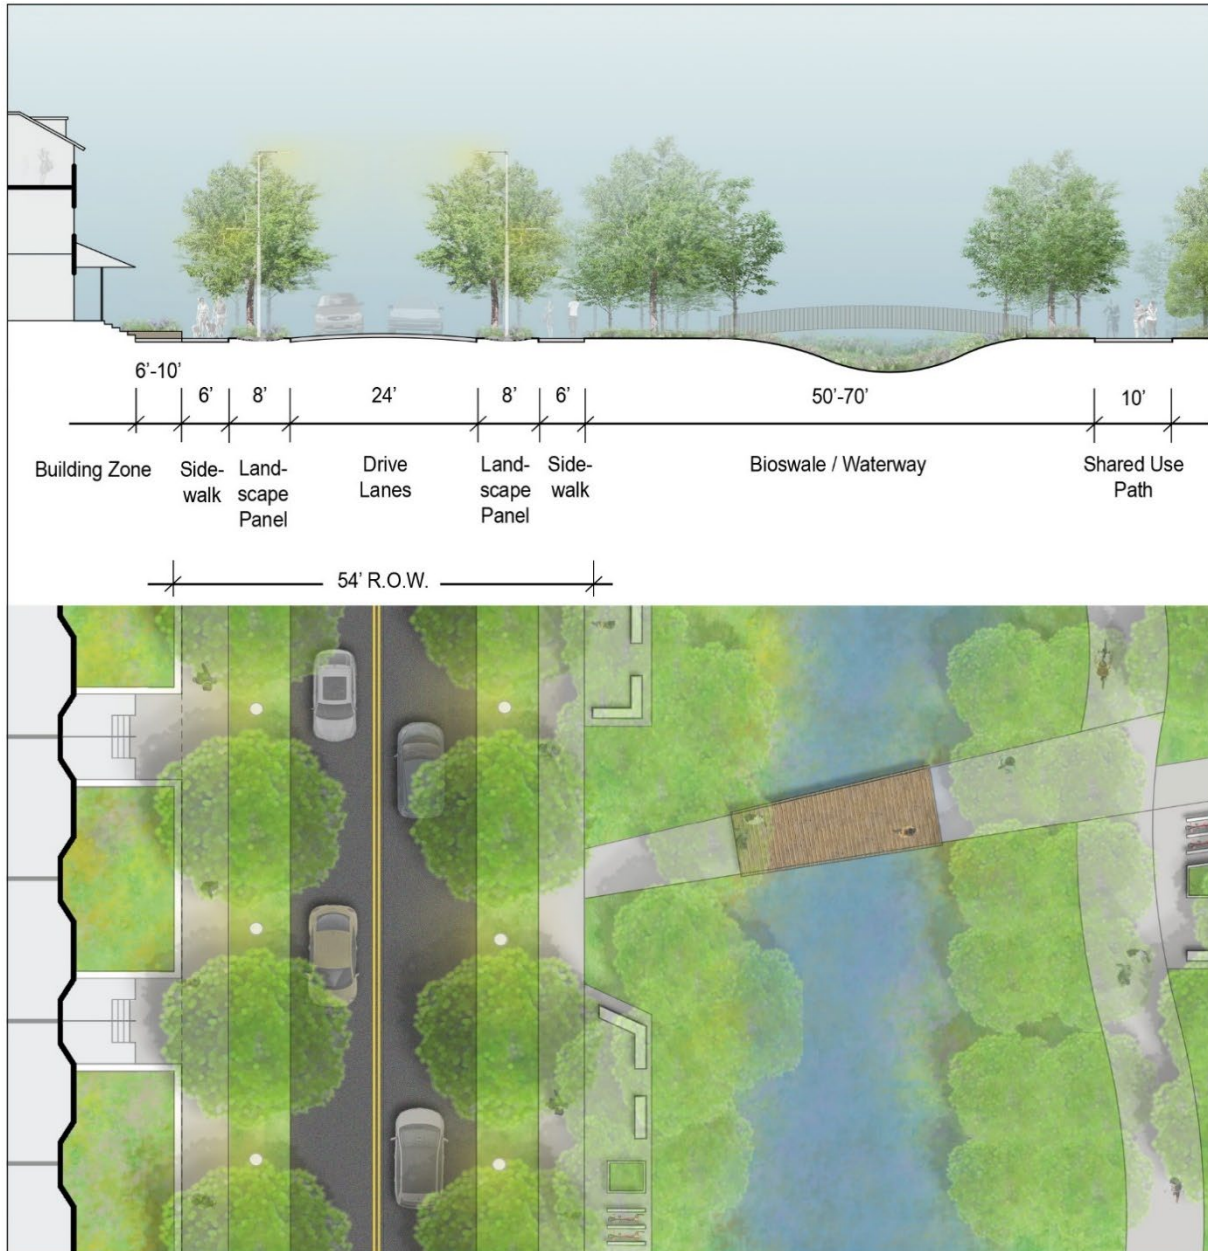 6'-10'
6' 8' 24' 8' 6' 50'-70' 10'
Building Zone Side- Land- Drive Land- Side- Bioswale / Waterway Shared Use
walk scape Lanes scape walk Path
Panel Panel
54' R.O.W.